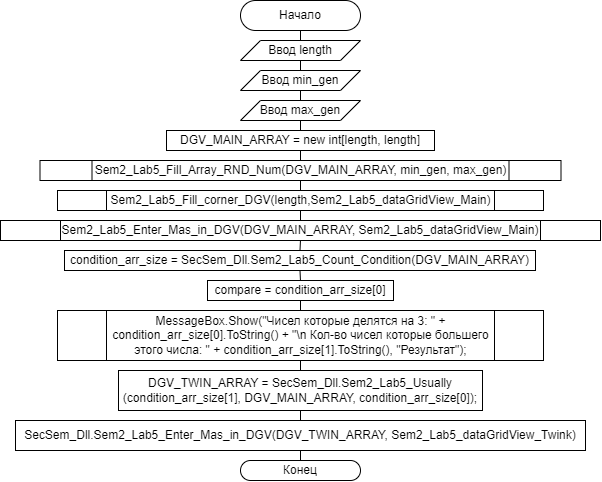 Начало
Ввод length
Ввод min_gen
Ввод max_gen
DGV_MAIN_ARRAY = new int[length, length]
Sem2_Lab5_Fill_Array_RND_Num(DGV_MAIN_ARRAY, min_gen, max_gen)
Sem2_Lab5_Fill_corner_DGV(length,Sem2_Lab5_dataGridView_Main)
Sem2_Lab5_Enter_Mas_in_DGV(DGV_MAIN_ARRAY, Sem2_Lab5_dataGridView_Main)
condition_arr_size = SecSem_Dll.Sem2_Lab5_Count_Condition(DGV_MAIN_ARRAY)
compare = condition_arr_size[0]
MessageBox.Show("Чисел которые делятся на 3: " +
condition_arr_size[0].ToString() + "\n Кол-во чисел которые большего
этого числа: " + condition_arr_size[1].ToString(), "Результат");
DGV_TWIN_ARRAY = SecSem_Dll.Sem2_Lab5_Usually
(condition_arr_size[1], DGV_MAIN_ARRAY, condition_arr_size[0]);
SecSem_Dll.Sem2_Lab5_Enter_Mas_in_DGV(DGV_TWIN_ARRAY, Sem2_Lab5_dataGridView_Twink)
Конец